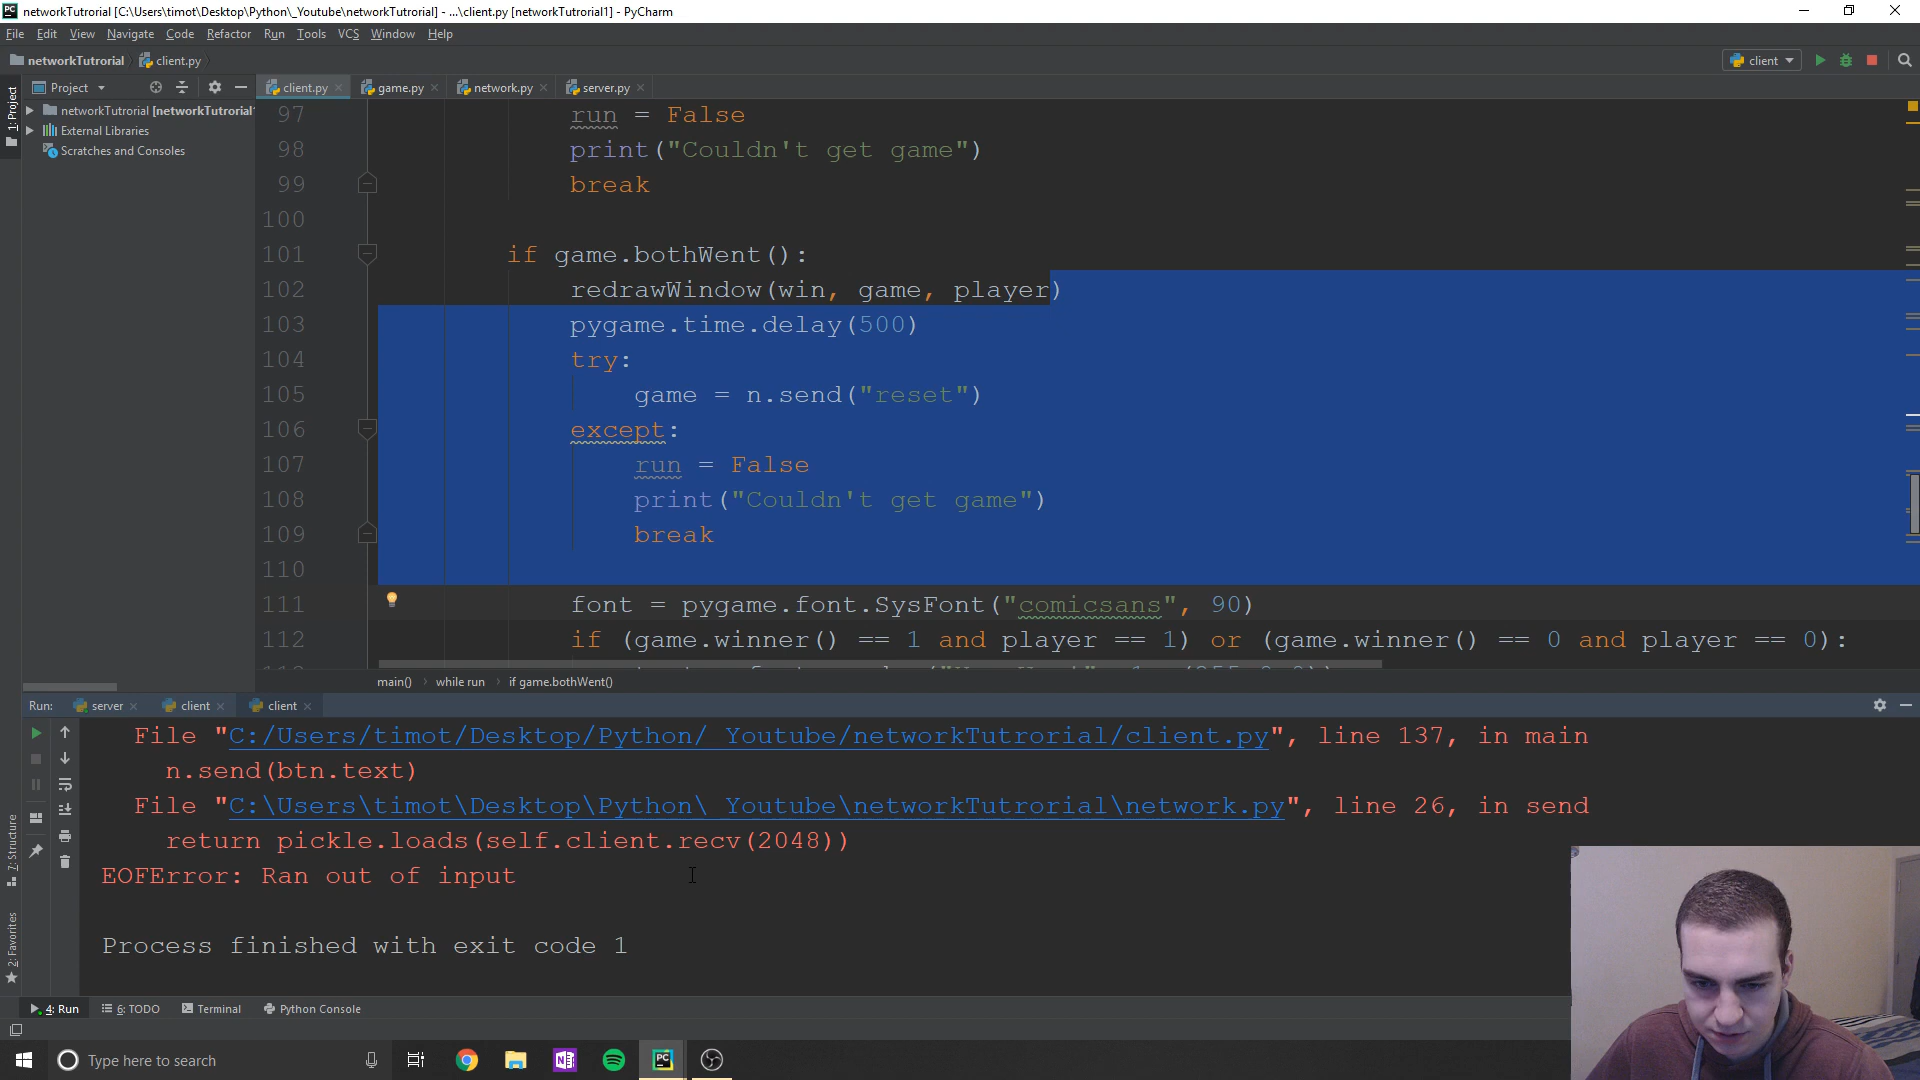 networkTutorial [C:\Users\timot\Desktop\Python\_Youtube\networkTutrorial] - ...\client.py [networkTutorial1] - PyCharm
File Edit View Navigate Code Refactor Run Tools VCS Window Help
networkTutrorial client.py
client
1: Project
Project
client.py game.py network.py server.py
networkTutrorial [networkTutorial
External Libraries
Scratches and Consoles
97 run = False
98 print("Couldn't get game")
99 break
100
101 if game.bothWent():
102 redrawWindow(win, game, player)
103 pygame.time.delay(500)
104 try:
105 game = n.send("reset")
106 except:
107 run = False
108 print("Couldn't get game")
109 break
110
111 font = pygame.font.SysFont("comicsans", 90)
112 if (game.winner() == 1 and player == 1) or (game.winner() == 0 and player == 0):
main() › while run › if game.bothWent()
Run: server client client
File "C:/Users/timot/Desktop/Python/_Youtube/networkTutrorial/client.py", line 137, in main
n.send(btn.text)
File "C:\Users\timot\Desktop\Python\_Youtube\networkTutrorial\network.py", line 26, in send
return pickle.loads(self.client.recv(2048))
EOFError: Ran out of input
Process finished with exit code 1
7: Structure
2: Favorites
4: Run 6: TODO Terminal Python Console
Type here to search